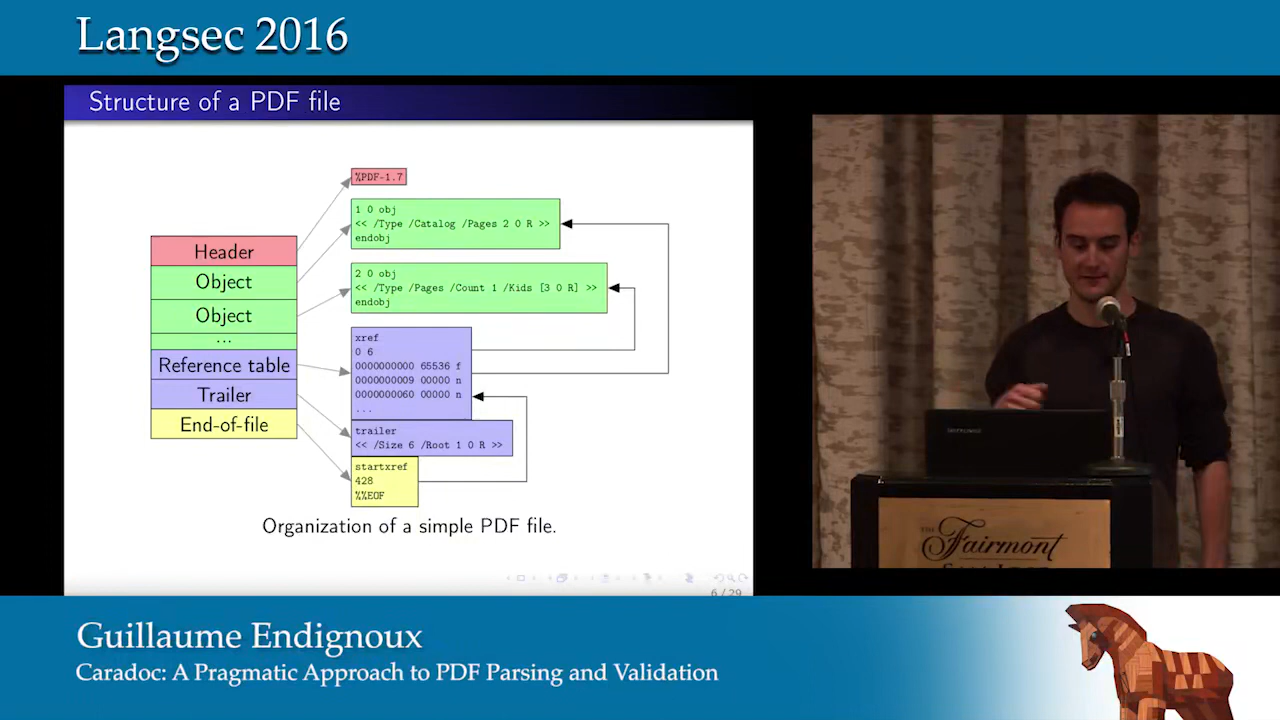 Langsec 2016
Structure of a PDF file
%PDF-1.7
1 0 obj
<< /Type /Catalog /Pages 2 0 R >>
endobj
Header
Object
Object
...
Reference table
Trailer
End-of-file
2 0 obj
<< /Type /Pages /Count 1 /Kids [3 0 R] >>
endobj
xref
0 6
0000000000 65536 f
0000000009 00000 n
0000000060 00000 n
...
trailer
<< /Size 6 /Root 1 0 R >>
startxref
428
%%EOF
Organization of a simple PDF file.
6 / 29
THE
Fairmont
Guillaume Endignoux
Caradoc: A Pragmatic Approach to PDF Parsing and Validation